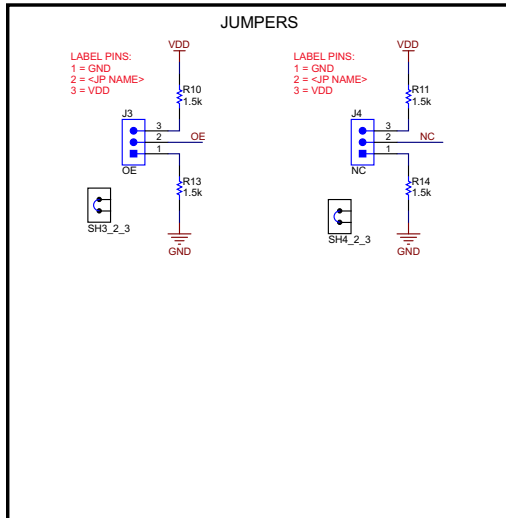 JUMPERS
LABEL PINS:
1 = GND
2 = <JP NAME>
3 = VDD
VDD
R10
1.5k
J3
3
2
1
OE
OE
R13
1.5k
SH3_2_3
GND
LABEL PINS:
1 = GND
2 = <JP NAME>
3 = VDD
VDD
R11
1.5k
J4
3
2
1
NC
NC
R14
1.5k
SH4_2_3
GND